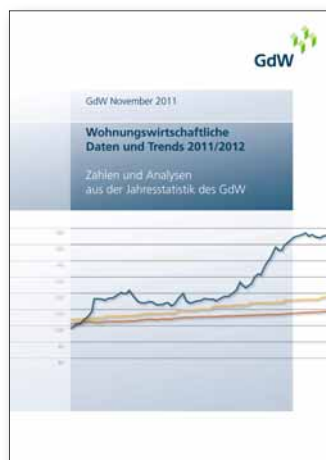 GdW
GdW November 2011
Wohnungswirtschaftliche
Daten und Trends 2011/2012
Zahlen und Analysen
aus der Jahresstatistik des GdW